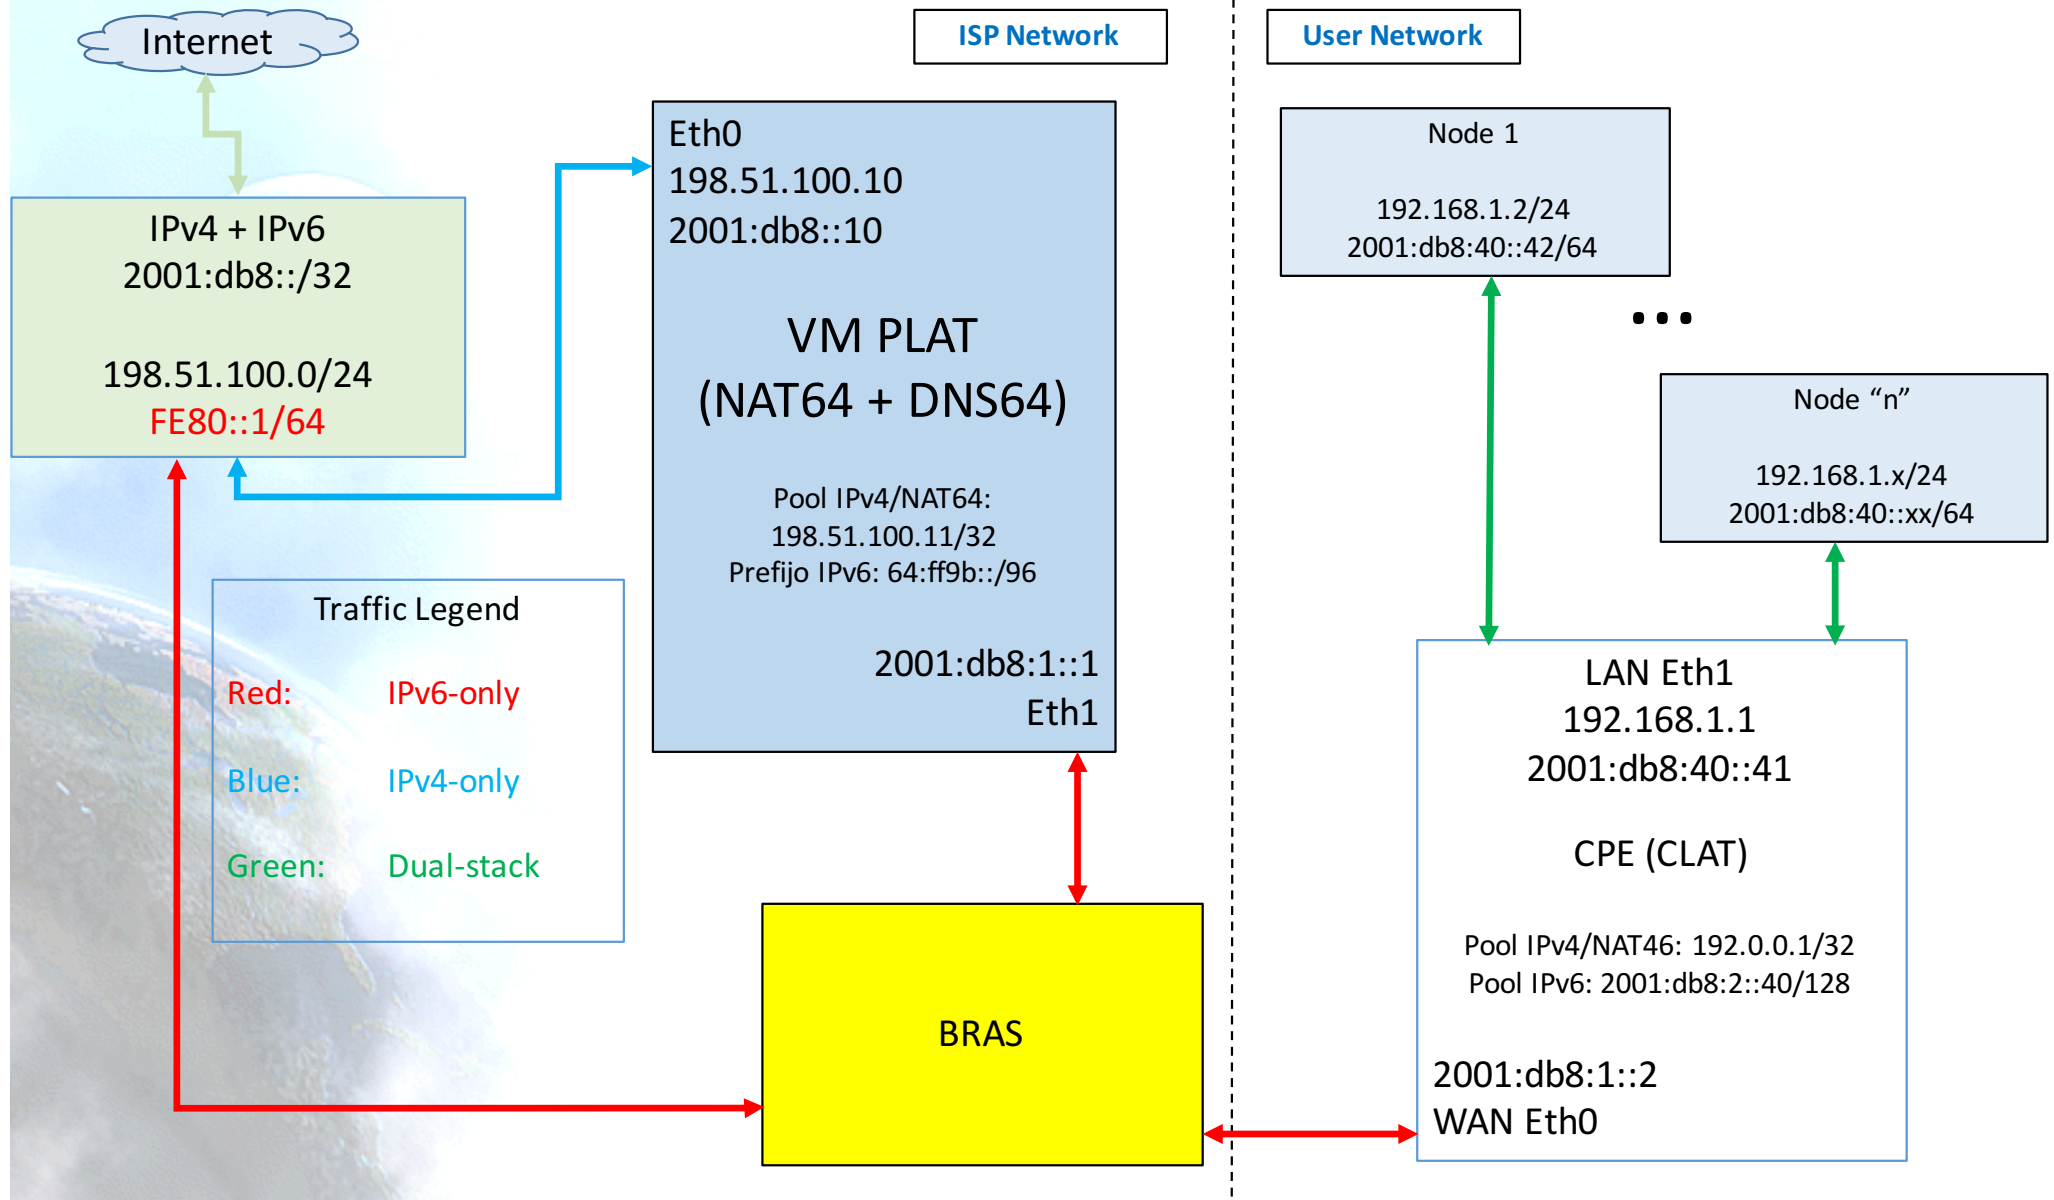 Internet
ISP Network
User Network
IPv4 + IPv6
2001:db8::/32
198.51.100.0/24
FE80::1/64
Eth0
198.51.100.10
2001:db8::10
VM PLAT
(NAT64 + DNS64)
Pool IPv4/NAT64:
198.51.100.11/32
Prefijo IPv6: 64:ff9b::/96
2001:db8:1::1
Eth1
Node 1
192.168.1.2/24
2001:db8:40::42/64
...
Node “n”
192.168.1.x/24
2001:db8:40::xx/64
Traffic Legend
Red: IPv6-only
Blue: IPv4-only
Green: Dual-stack
LAN Eth1
192.168.1.1
2001:db8:40::41
CPE (CLAT)
Pool IPv4/NAT46: 192.0.0.1/32
Pool IPv6: 2001:db8:2::40/128
2001:db8:1::2
WAN Eth0
BRAS